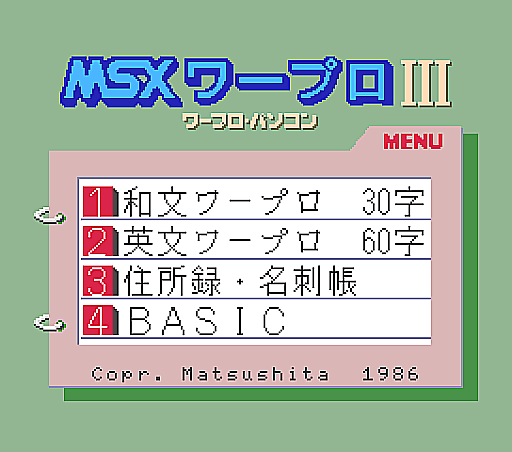 MSXワープロIII
ワープロ・パソコン
MENU
1 和文ワープロ 30字
2 英文ワープロ 60字
3 住所録・名刺帳
4 BASIC
Copr. Matsushita 1986